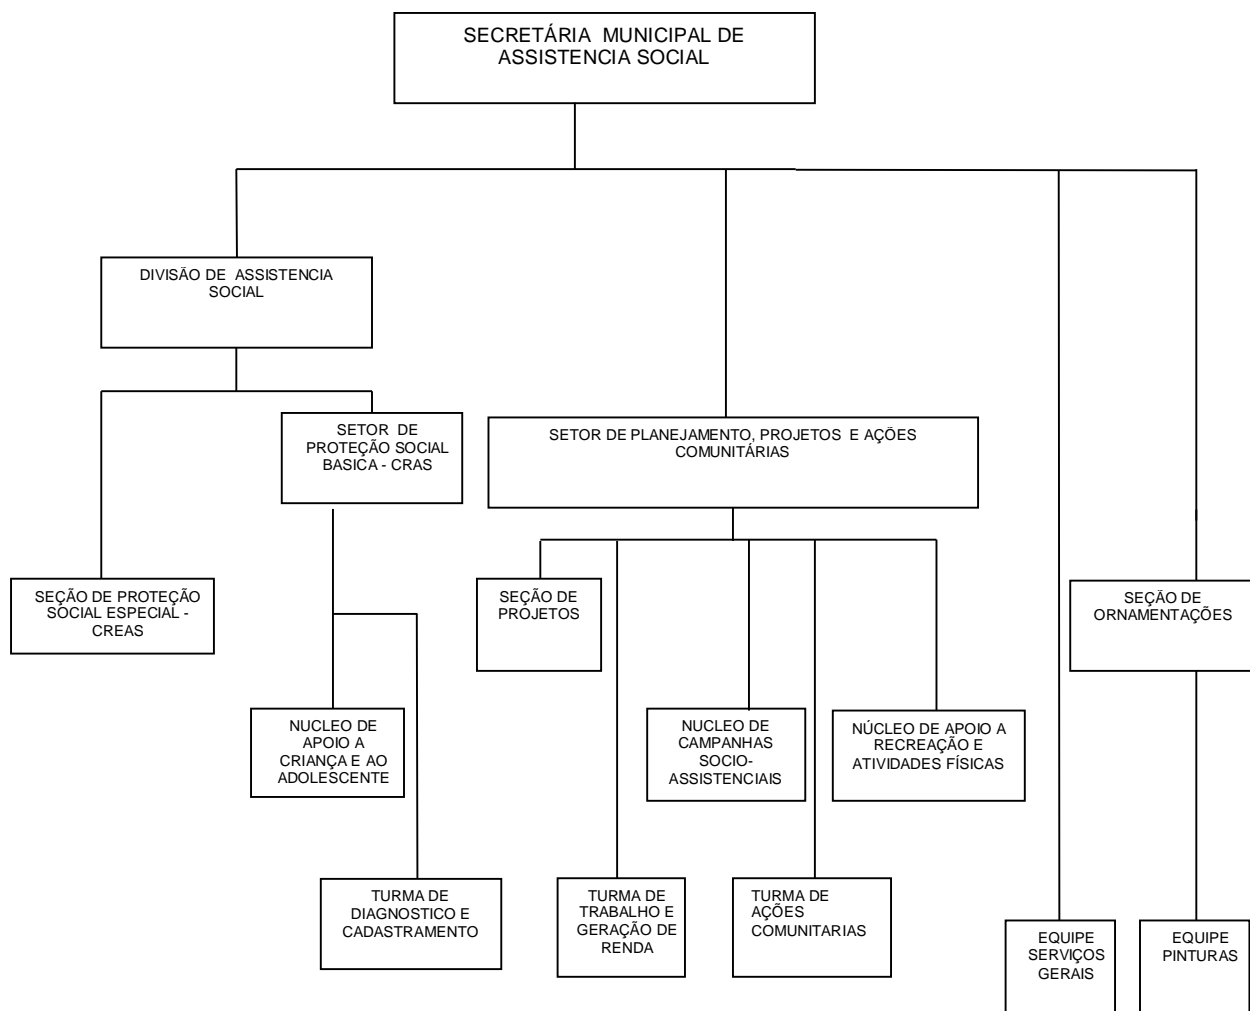 SECRETÁRIA MUNICIPAL DE
ASSISTENCIA SOCIAL
DIVISÃO DE ASSISTENCIA
SOCIAL
SETOR DE
PROTEÇÃO SOCIAL
BASICA - CRAS
SETOR DE PLANEJAMENTO, PROJETOS E AÇÕES
COMUNITÁRIAS
SEÇÃO DE PROTEÇÃO
SOCIAL ESPECIAL -
CREAS
SEÇÃO DE
PROJETOS
SEÇÃO DE
ORNAMENTAÇÕES
NUCLEO DE
APOIO A
CRIANÇA E AO
ADOLESCENTE
NUCLEO DE
CAMPANHAS
SOCIO-
ASSISTENCIAIS
NÚCLEO DE APOIO A
RECREAÇÃO E
ATIVIDADES FÍSICAS
TURMA DE
DIAGNOSTICO E
CADASTRAMENTO
TURMA DE
TRABALHO E
GERAÇÃO DE
RENDA
TURMA DE
AÇÕES
COMUNITARIAS
EQUIPE
SERVIÇOS
GERAIS
EQUIPE
PINTURAS